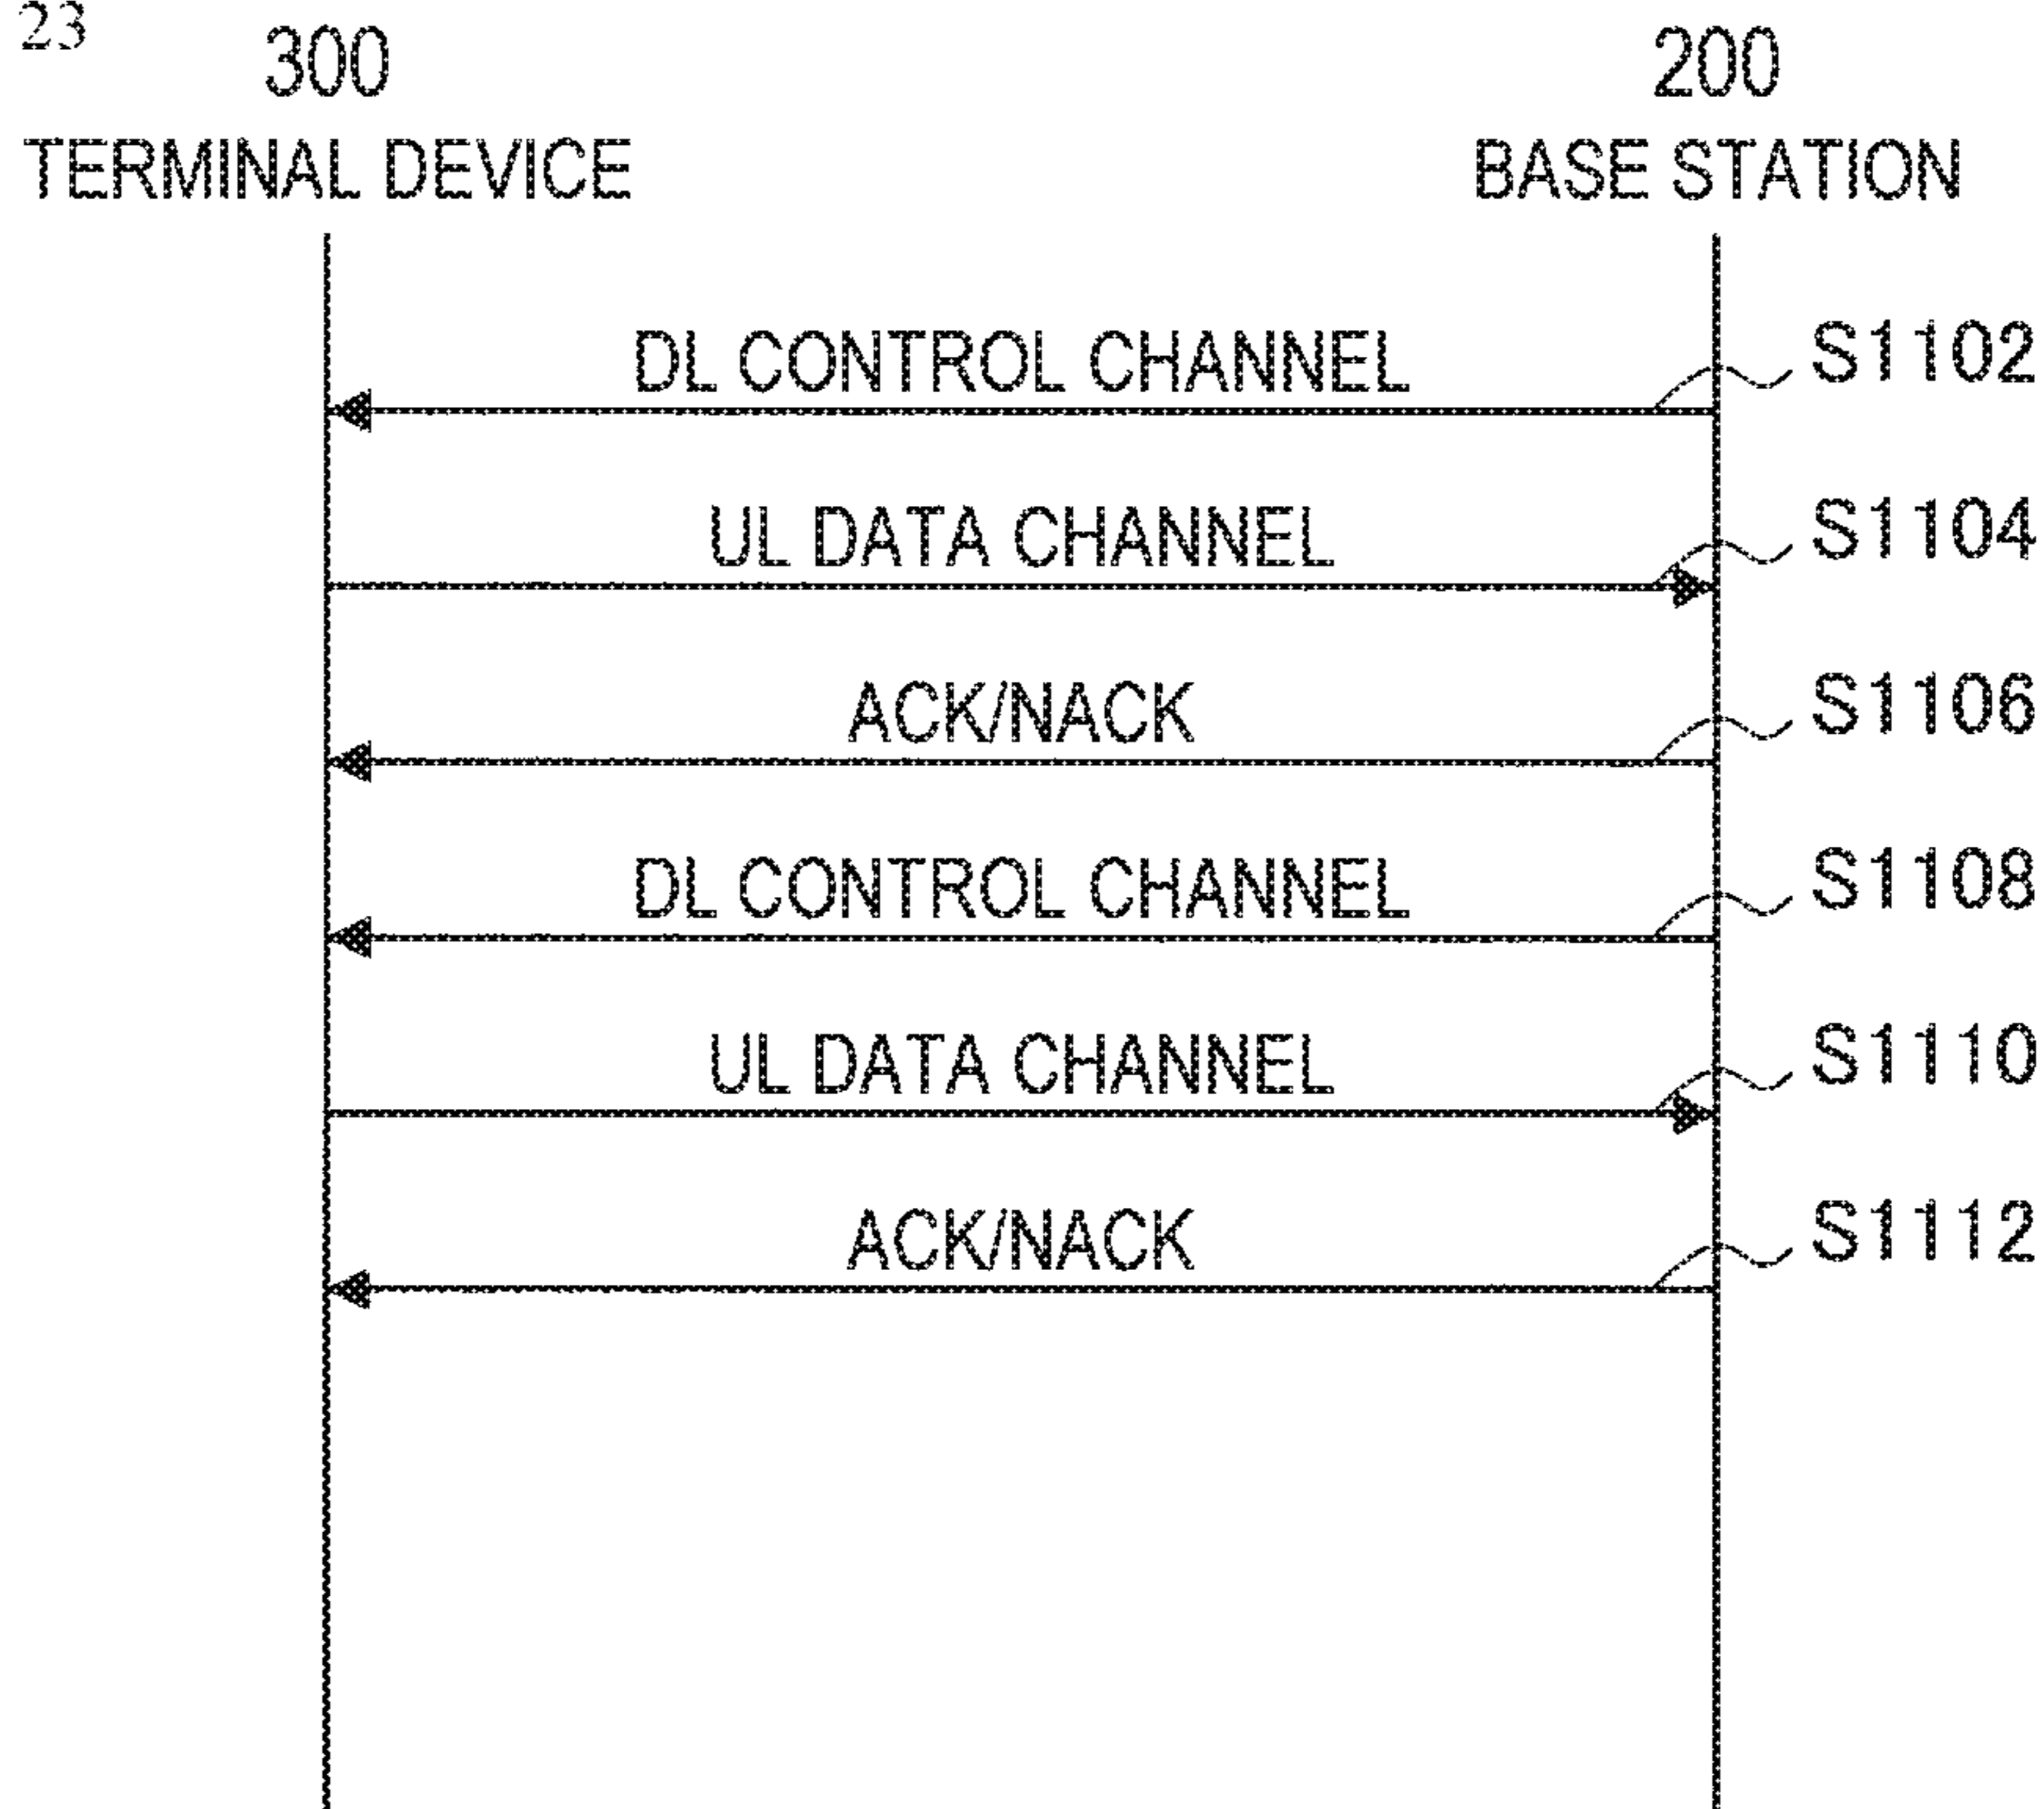 23
300
200
TERMINAL DEVICE
BASE STATION
DL CONTROL CHANNEL
S1102
UL DATA CHANNEL
S1104
ACK/NACK
S1106
DL CONTROL CHANNEL
S1108
UL DATA CHANNEL
S1110
ACK/NACK
S1112